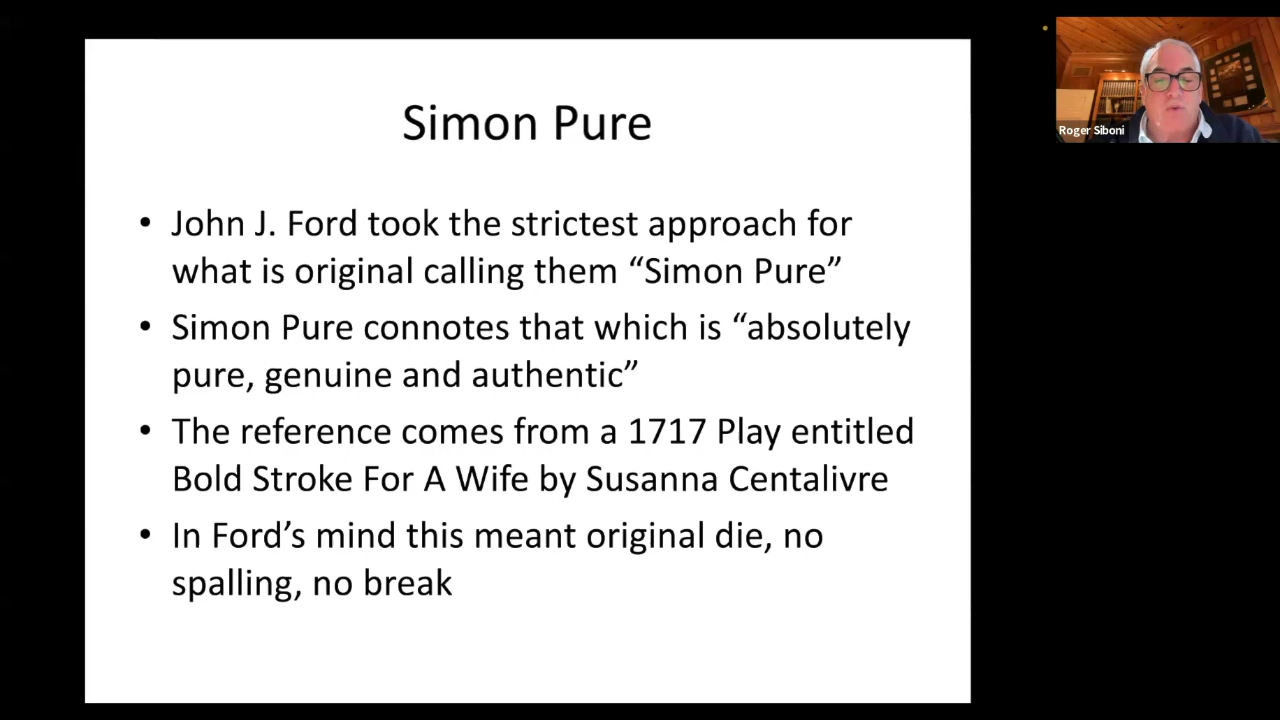 Simon Pure
• John J. Ford took the strictest approach for
what is original calling them “Simon Pure”
• Simon Pure connotes that which is “absolutely
pure, genuine and authentic”
• The reference comes from a 1717 Play entitled
Bold Stroke For A Wife by Susanna Centalivre
• In Ford’s mind this meant original die, no
spalling, no break
Roger Siboni